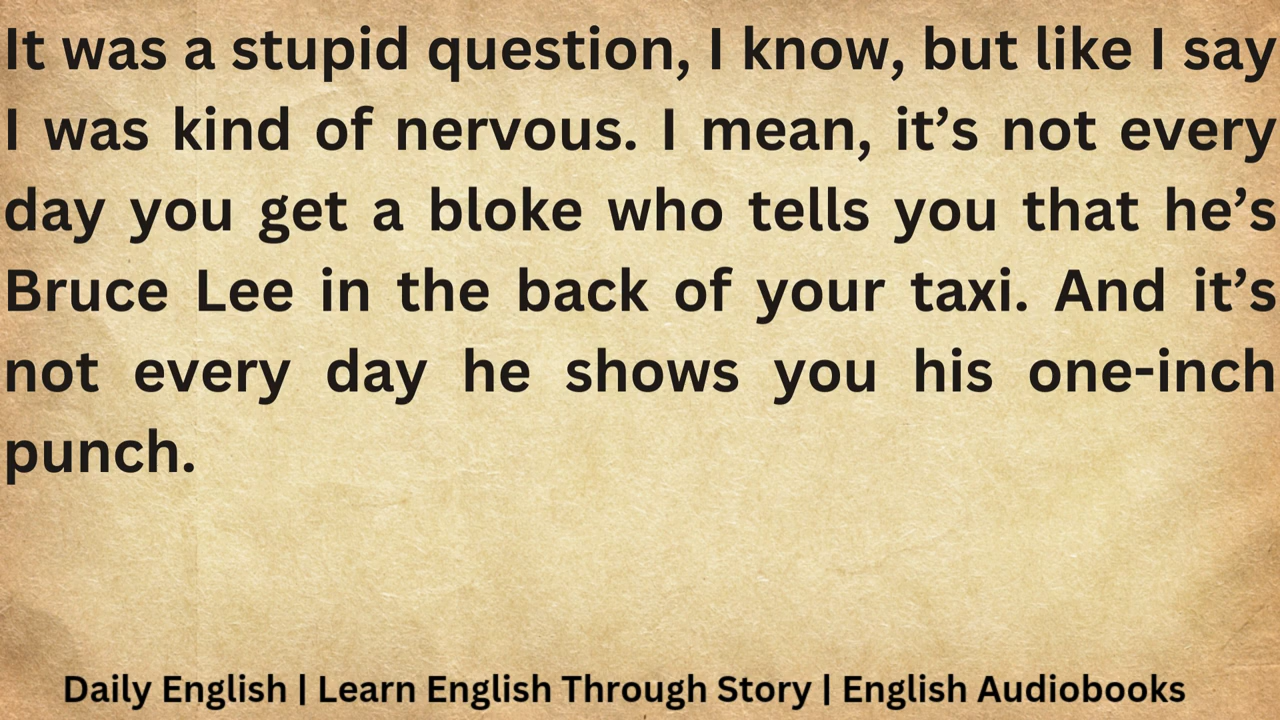 It was a stupid question, I know, but like I say
I was kind of nervous. I mean, it’s not every
day you get a bloke who tells you that he’s
Bruce Lee in the back of your taxi. And it’s
not every day he shows you his one-inch
punch.
Daily English | Learn English Through Story | English Audiobooks